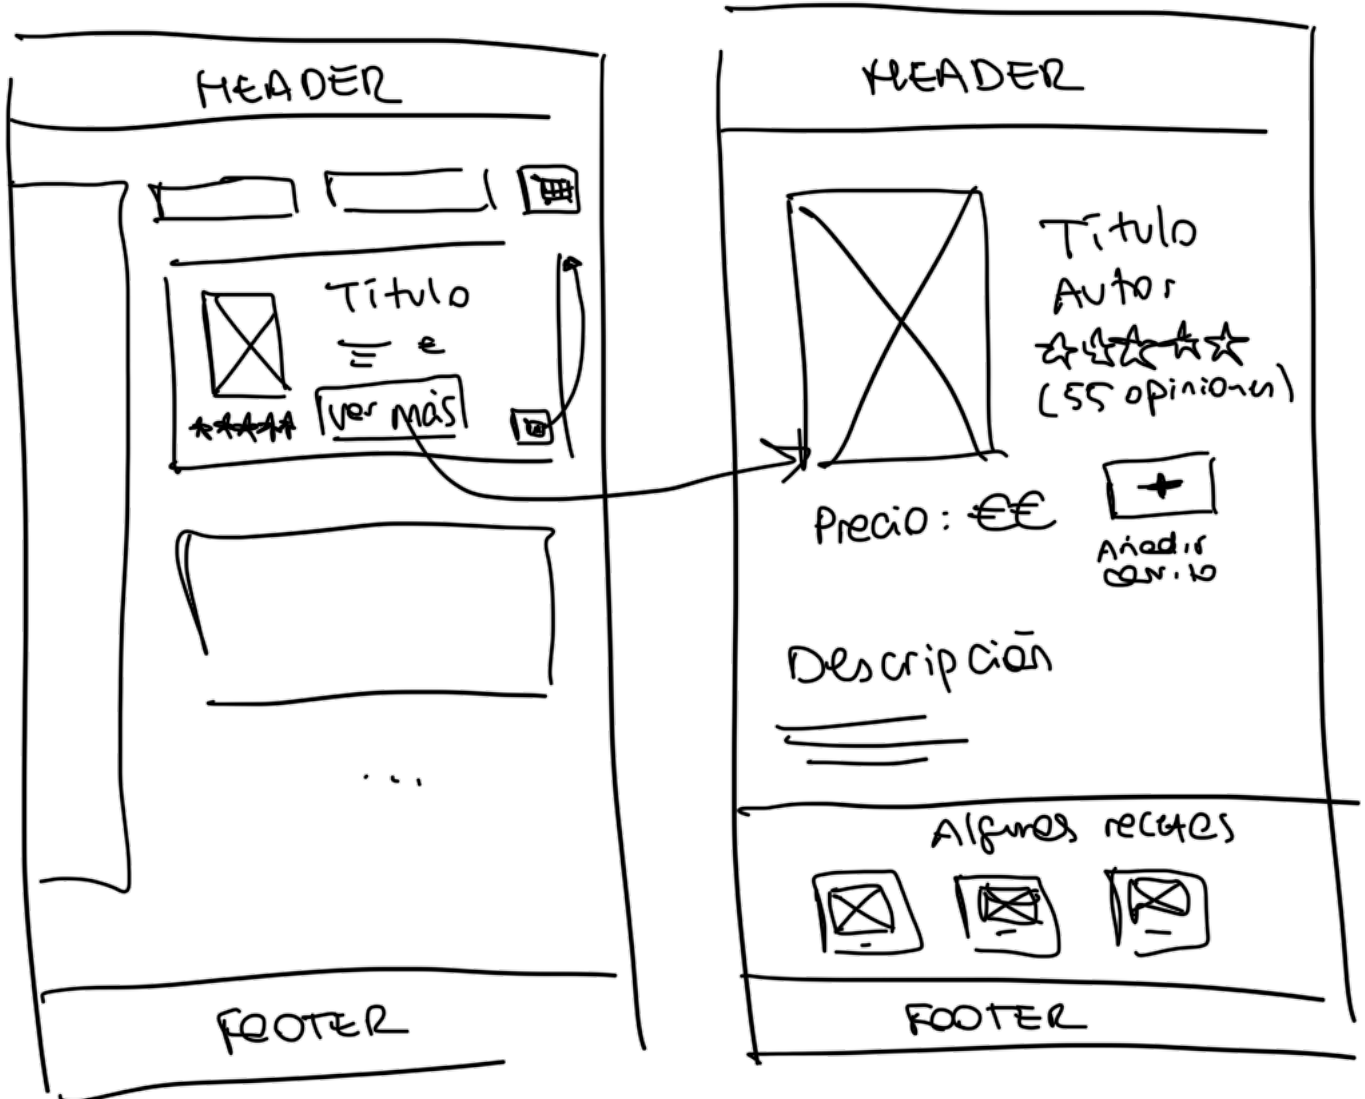 HEADER
Título
€
Ver más
FOOTER
HEADER
Título
Autor
(55 opiniones)
Precio: €€
+
Añadir
carrito
Descripción
Algunas recetas
FOOTER